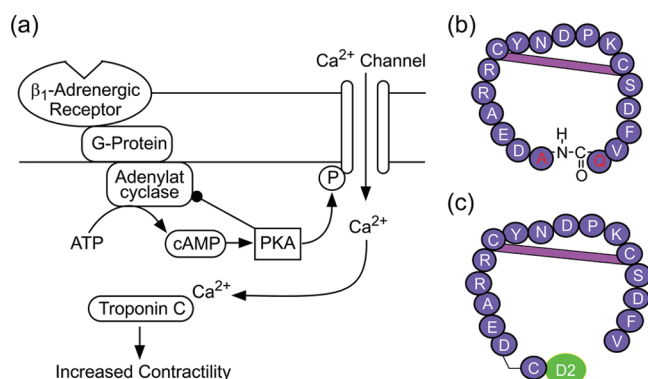 (a)
Ca2+ Channel
β1-Adrenergic
Receptor
G-Protein
Adenylat
cyclase
P
ATP
cAMP
PKA
Ca2+
Ca2+
Troponin C
Increased Contractility
(b)
C Y N D P K C S D F V Q
R R A E D A
H
N C
O
(c)
C Y N D P K C S D F V
R R A E D C D2